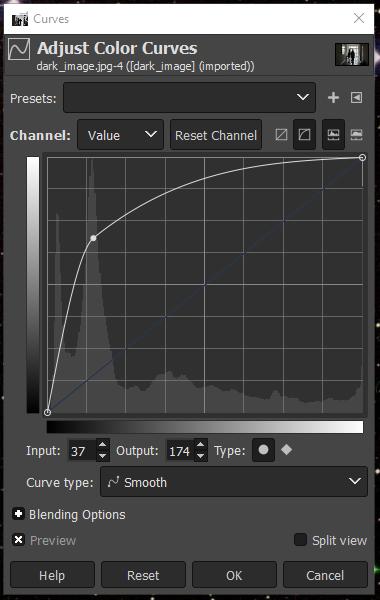 Curves
Adjust Color Curves
dark_image.jpg-4 ([dark_image] (imported))
Presets:
Channel: Value Reset Channel
Input: 37 Output: 174 Type:
Curve type: Smooth
Blending Options
Preview Split view
Help Reset OK Cancel